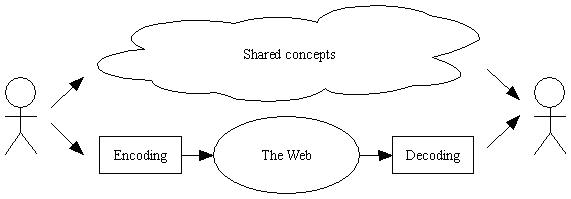 Shared concepts
Encoding
The Web
Decoding